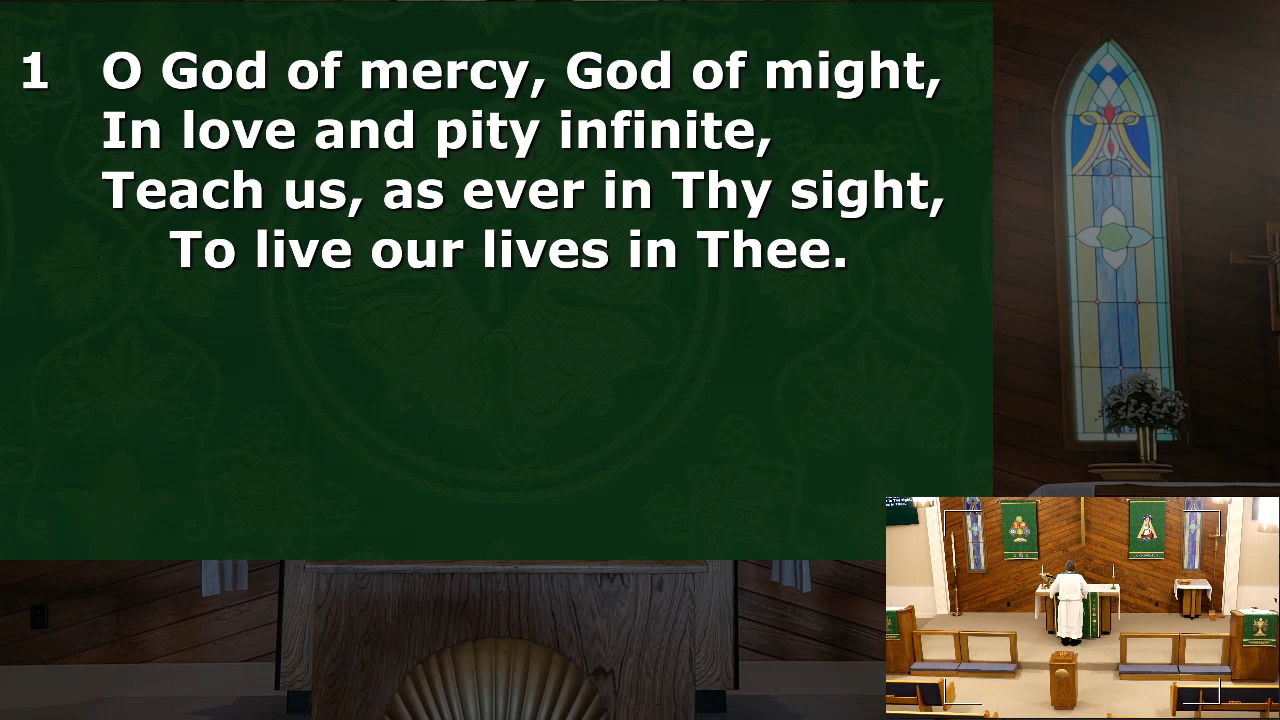 1 O God of mercy, God of might,
In love and pity infinite,
Teach us, as ever in Thy sight,
To live our lives in Thee.